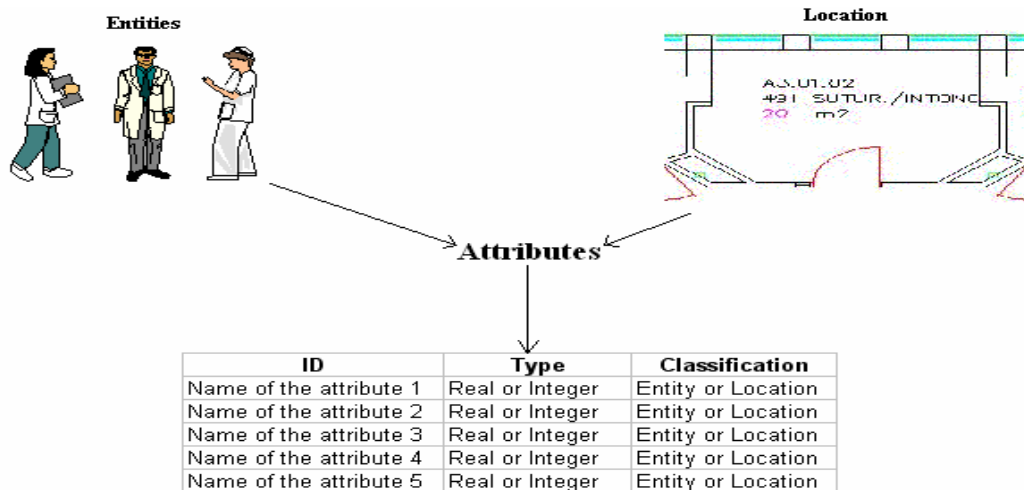 Entities
Location
A3.01.02
491 SUTUR./INTONC
20 m2
Attributes
ID Type Classification
Name of the attribute 1 Real or Integer Entity or Location
Name of the attribute 2 Real or Integer Entity or Location
Name of the attribute 3 Real or Integer Entity or Location
Name of the attribute 4 Real or Integer Entity or Location
Name of the attribute 5 Real or Integer Entity or Location